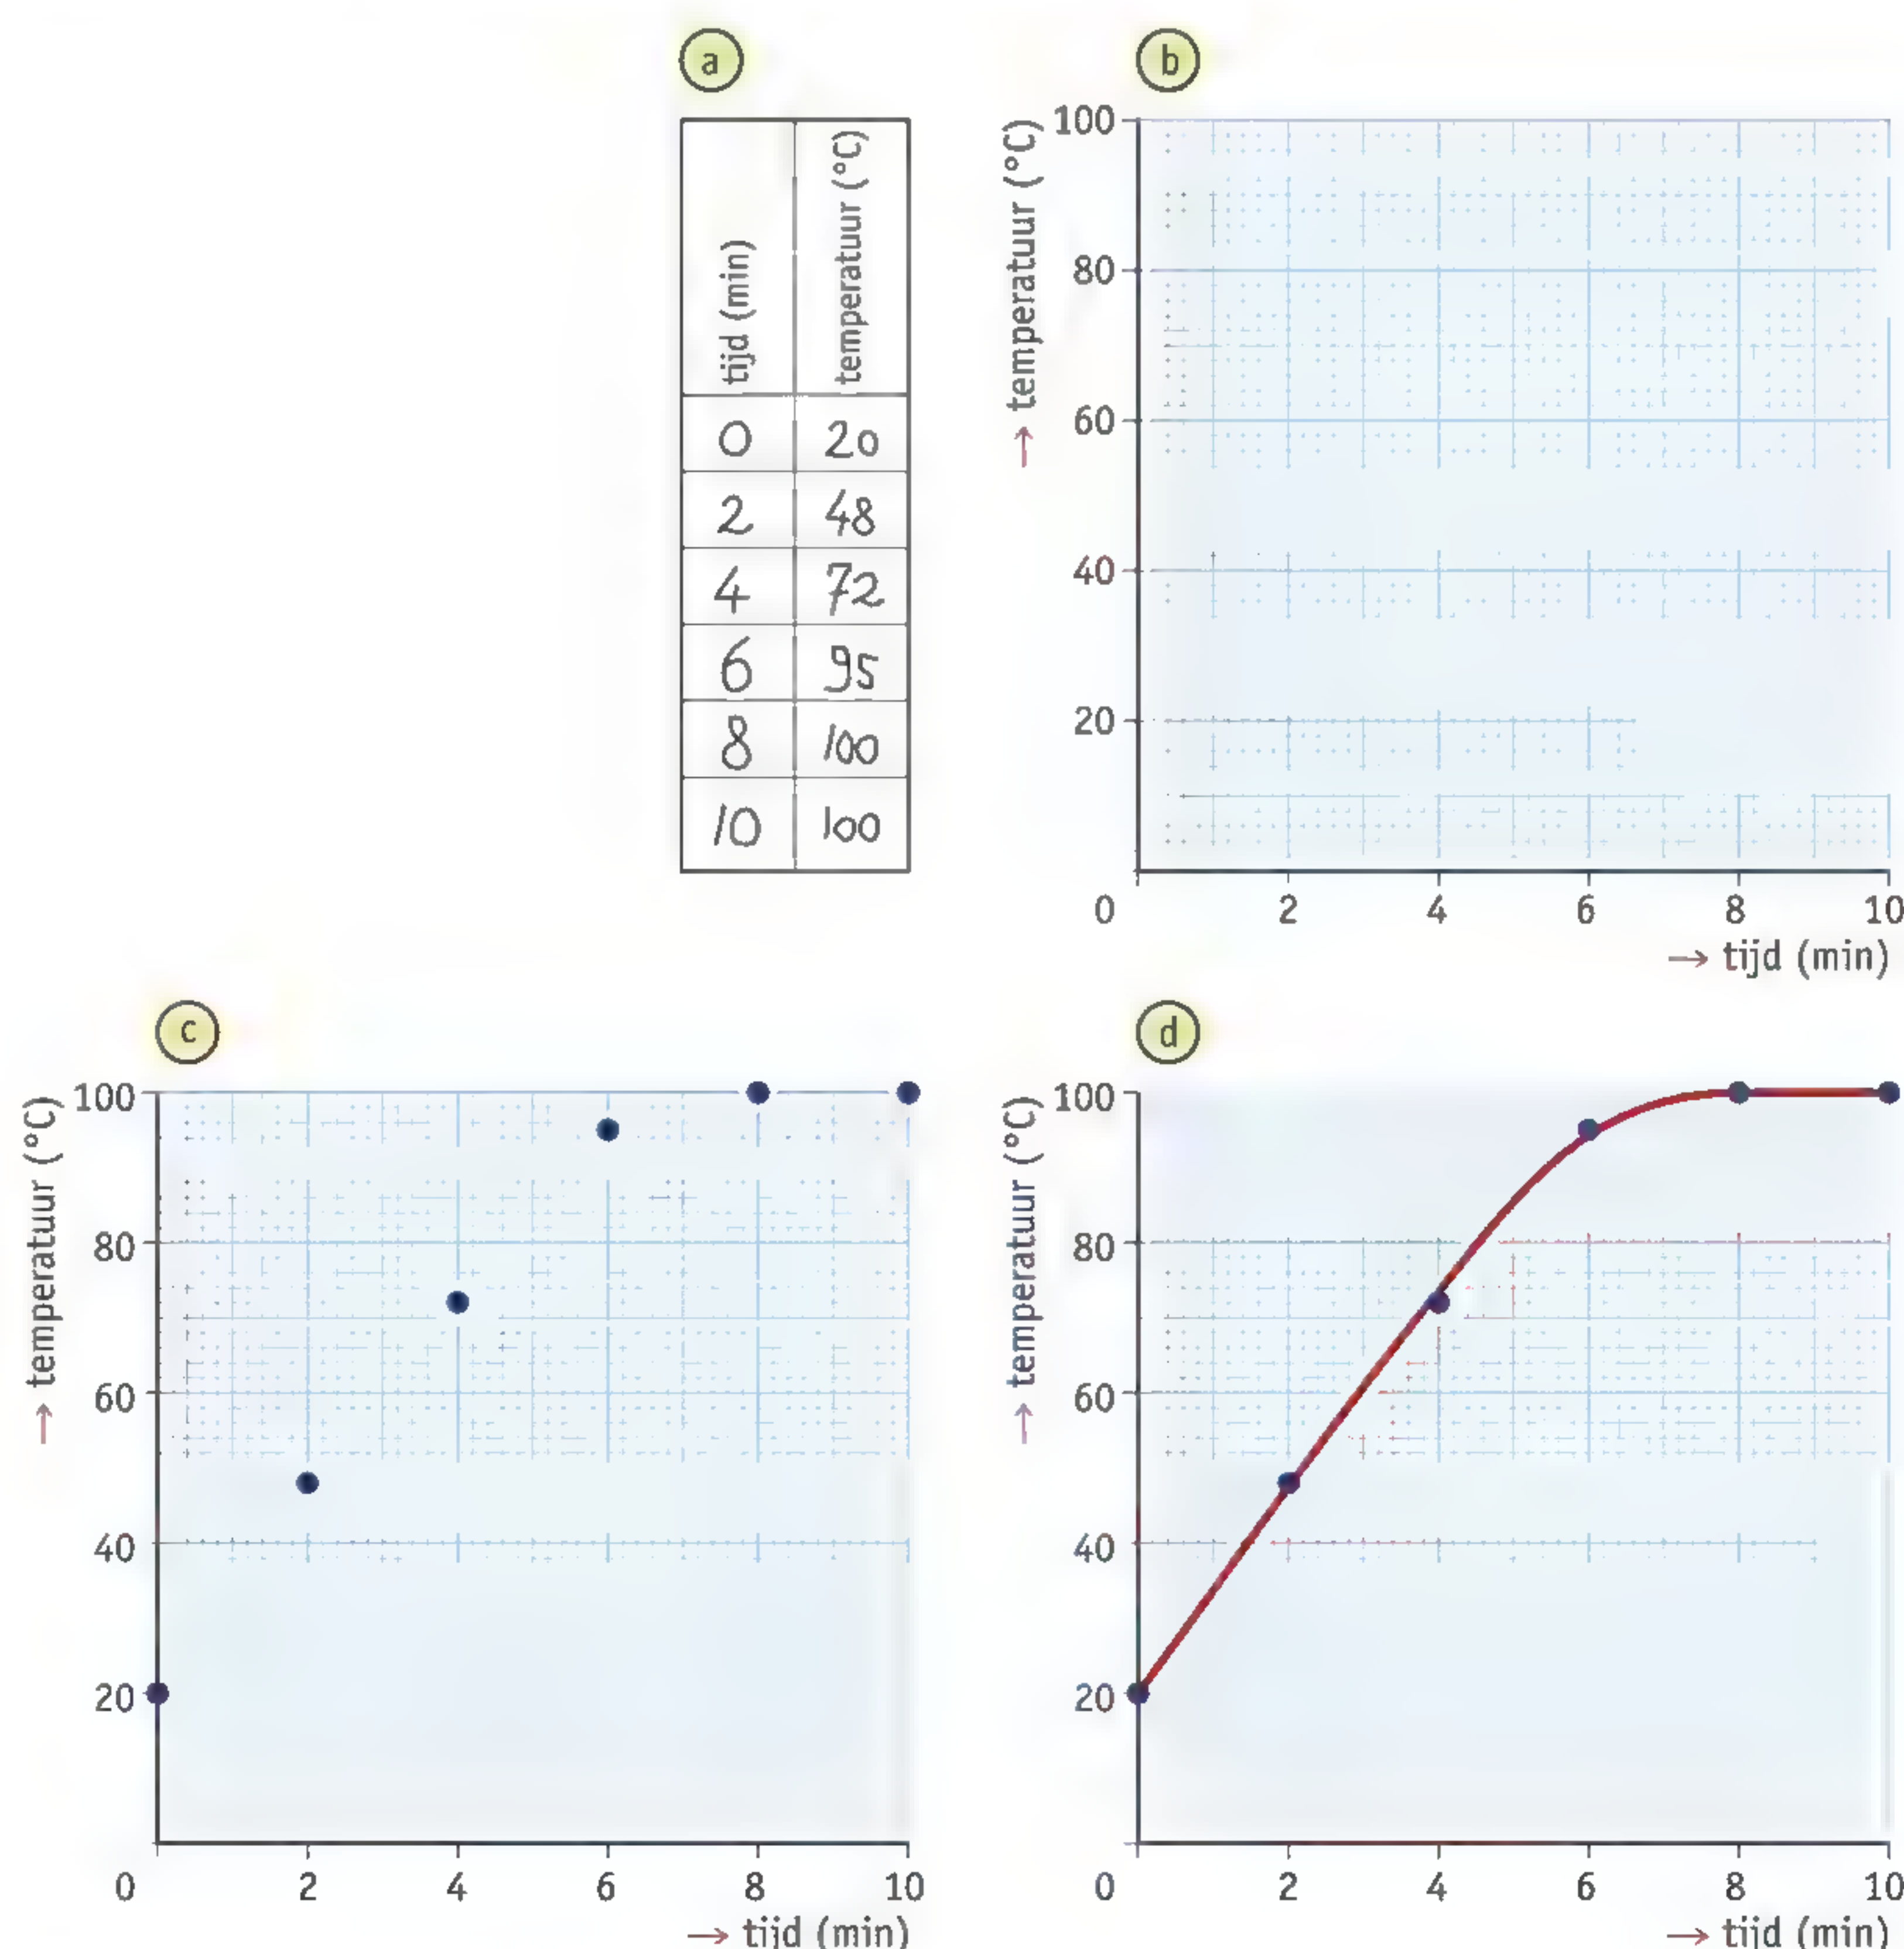 a
tijd (min) temperatuur (°C)
0 20
2 48
4 72
6 95
8 100
10 100
b
→ temperatuur (°C)
100
80
60
40
20
0 2 4 6 8 10
→ tijd (min)
c
→ temperatuur (°C)
100
80
60
40
20
0 2 4 6 8 10
→ tijd (min)
d
→ temperatuur (°C)
100
80
60
40
20
0 2 4 6 8 10
→ tijd (min)